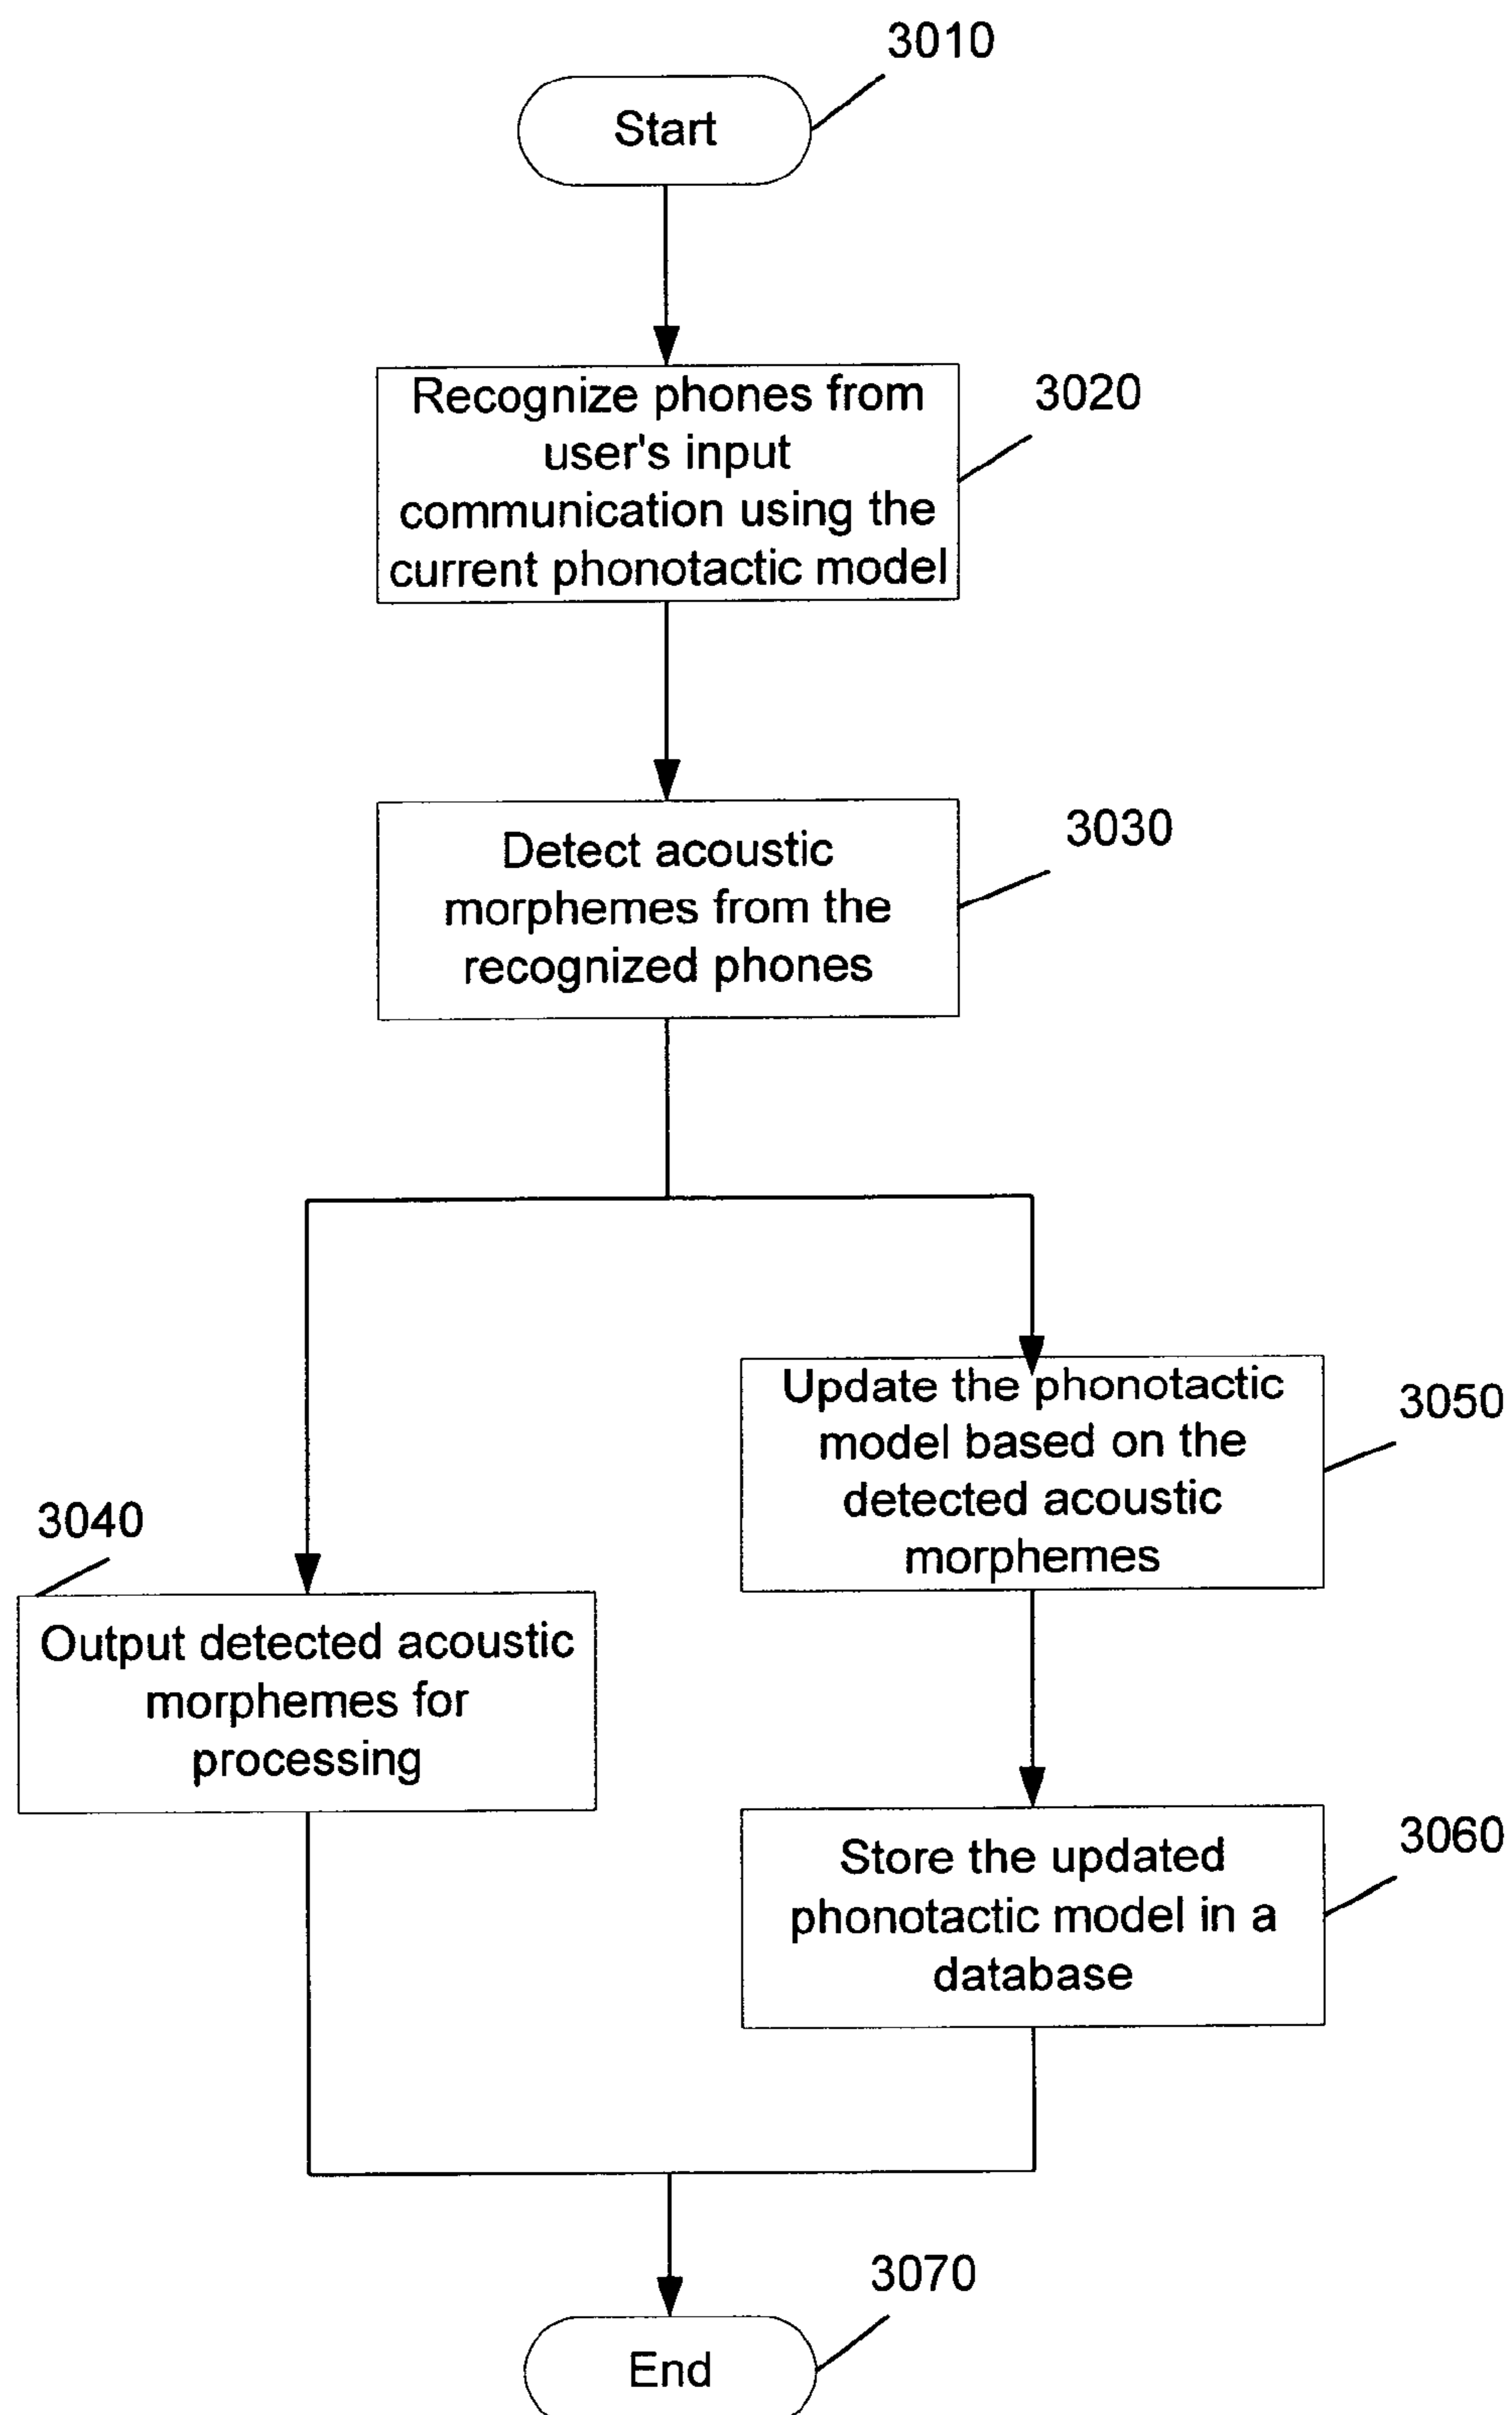 3010
Start
3020
Recognize phones from
user's input
communication using the
current phonotactic model
3030
Detect acoustic
morphemes from the
recognized phones
3050
Update the phonotactic
model based on the
detected acoustic
morphemes
3040
Output detected acoustic
morphemes for
processing
3060
Store the updated
phonotactic model in a
database
3070
End